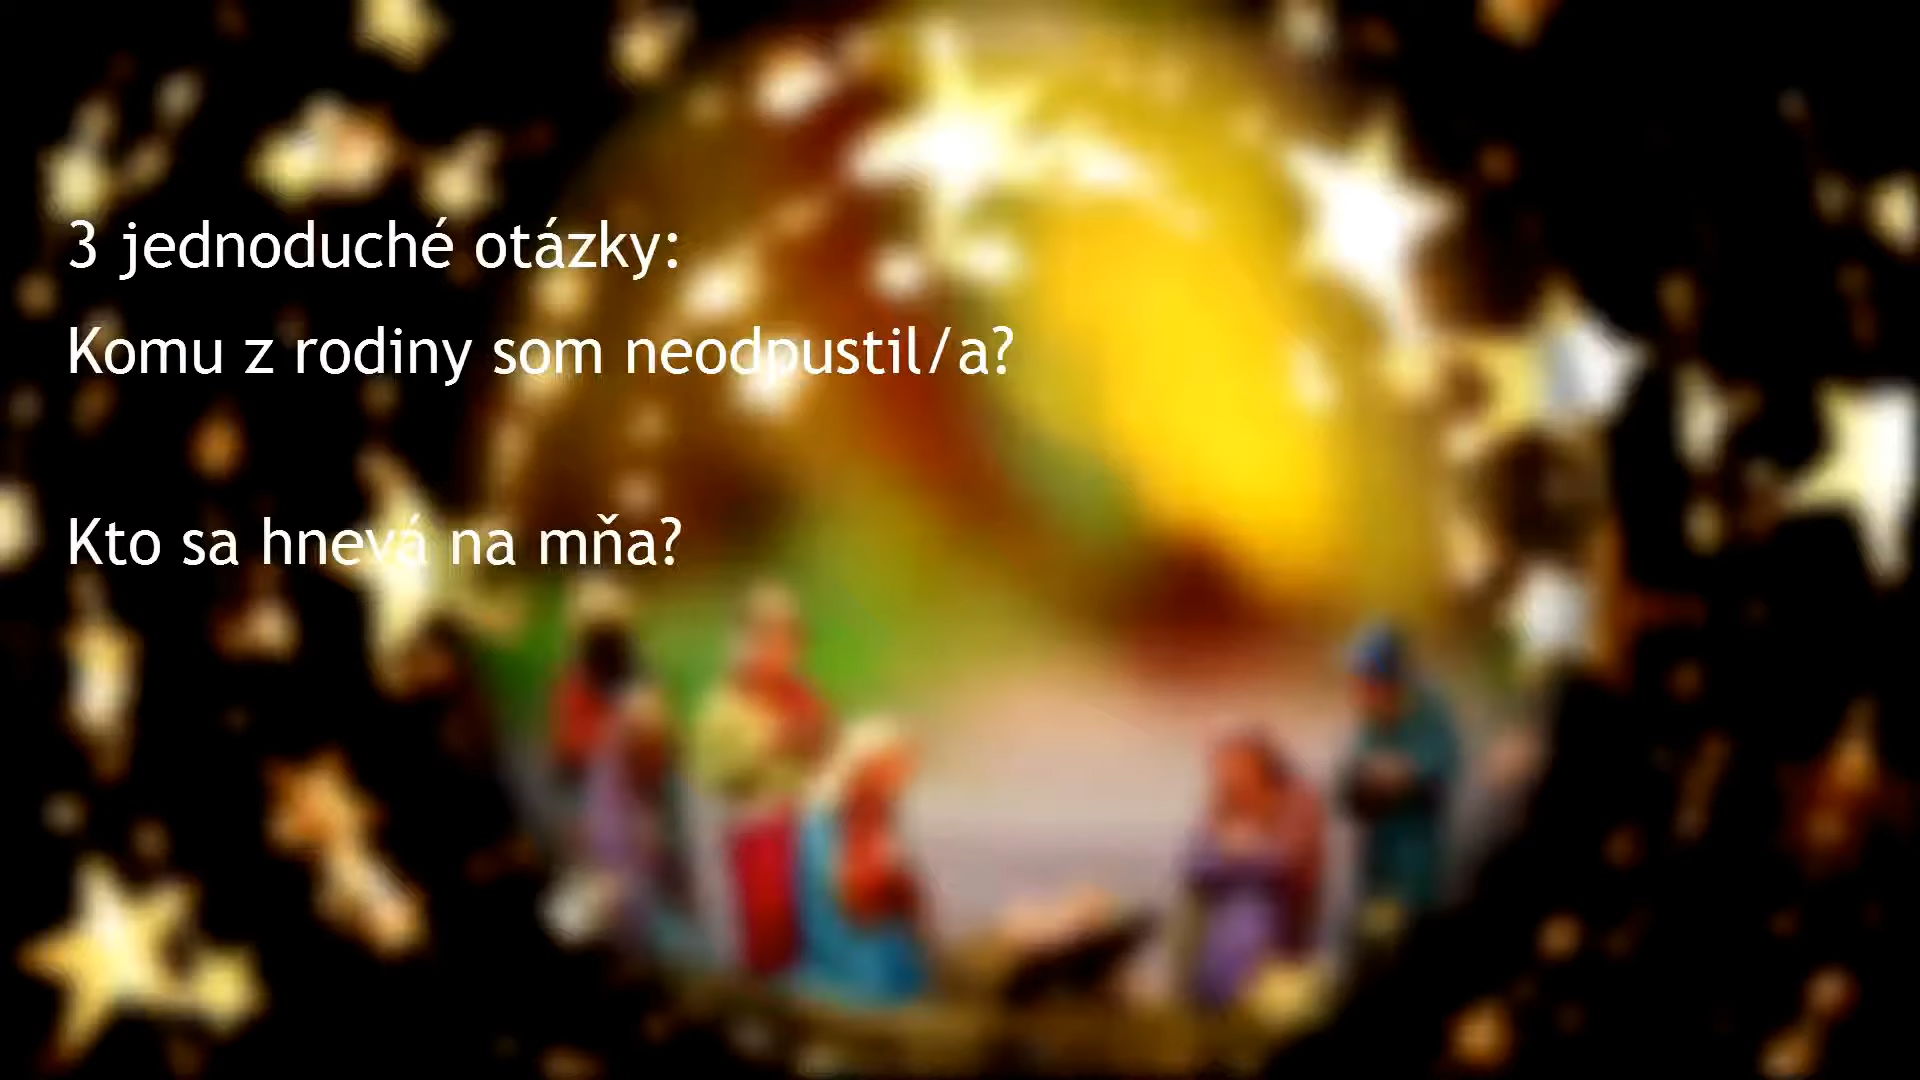 3 jednoduché otázky:
Komu z rodiny som neodpustil/a?
Kto sa hnevá na mňa?